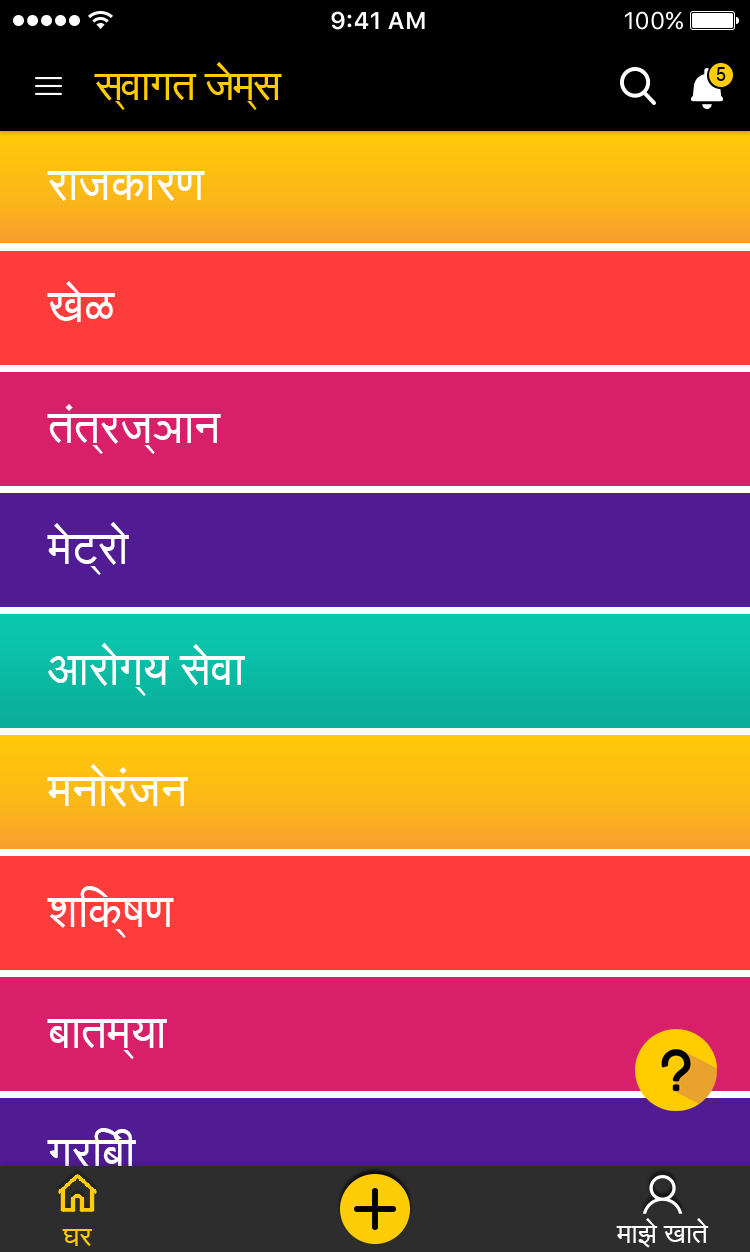 9:41 AM
100%
स्वागत जेम्स
5
राजकारण
खेळ
तंत्रज्ञान
मेट्रो
आरोग्य सेवा
मनोरंजन
शक्षिण
बातम्या
गरबिी
?
घर
माझे खाते